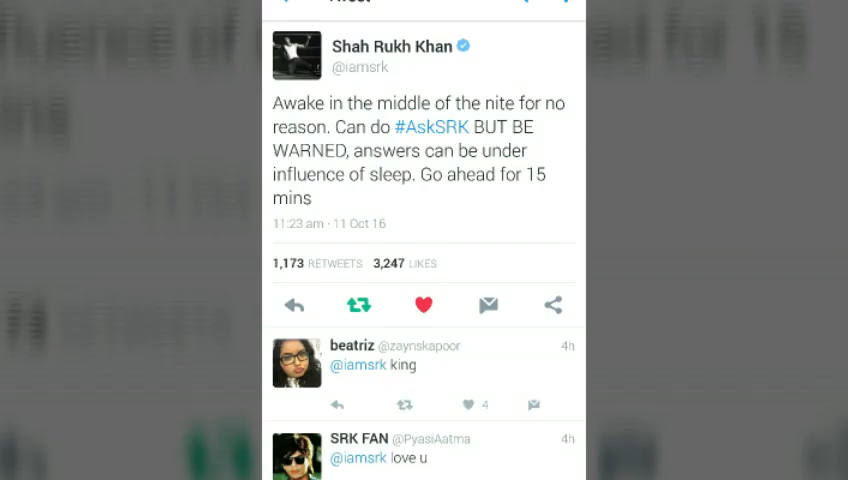 Shah Rukh Khan
@iamsrk
Awake in the middle of the nite for no
reason. Can do #AskSRK BUT BE
WARNED, answers can be under
influence of sleep. Go ahead for 15
mins
11:23 am · 11 Oct 16
1,173 RETWEETS 3,247 LIKES
beatriz @zaynskapoor 4h
@iamsrk king
4
SRK FAN @PyasiAatma 4h
@iamsrk love u